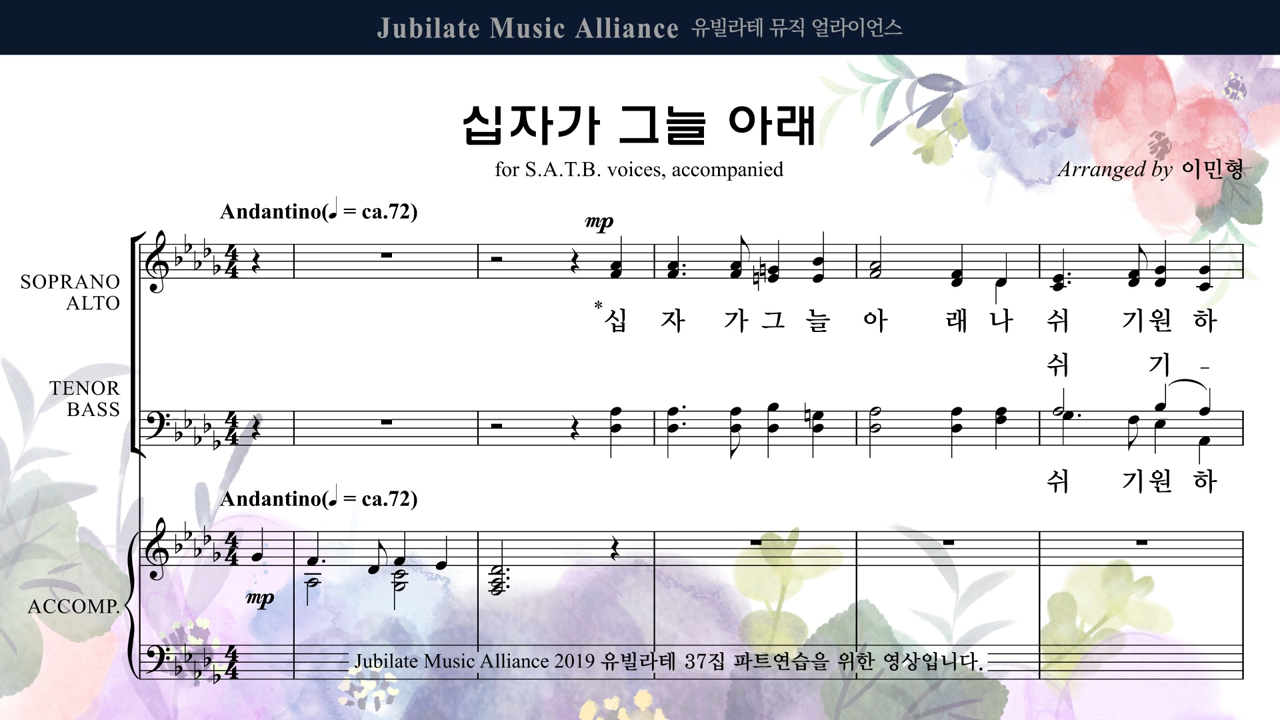 Jubilate Music Alliance 유빌라테 뮤직 얼라이언스
십자가 그늘 아래
for S.A.T.B. voices, accompanied
Arranged by 이민형
Andantino(♩ = ca.72)
mp
SOPRANO
ALTO
*십 자 가 그 늘 아 래 나 쉬 기 원 하
쉬 기 -
TENOR
BASS
쉬 기 원 하
Andantino(♩ = ca.72)
mp
ACCOMP.
Jubilate Music Alliance 2019 유빌라테 37집 파트연습을 위한 영상입니다.